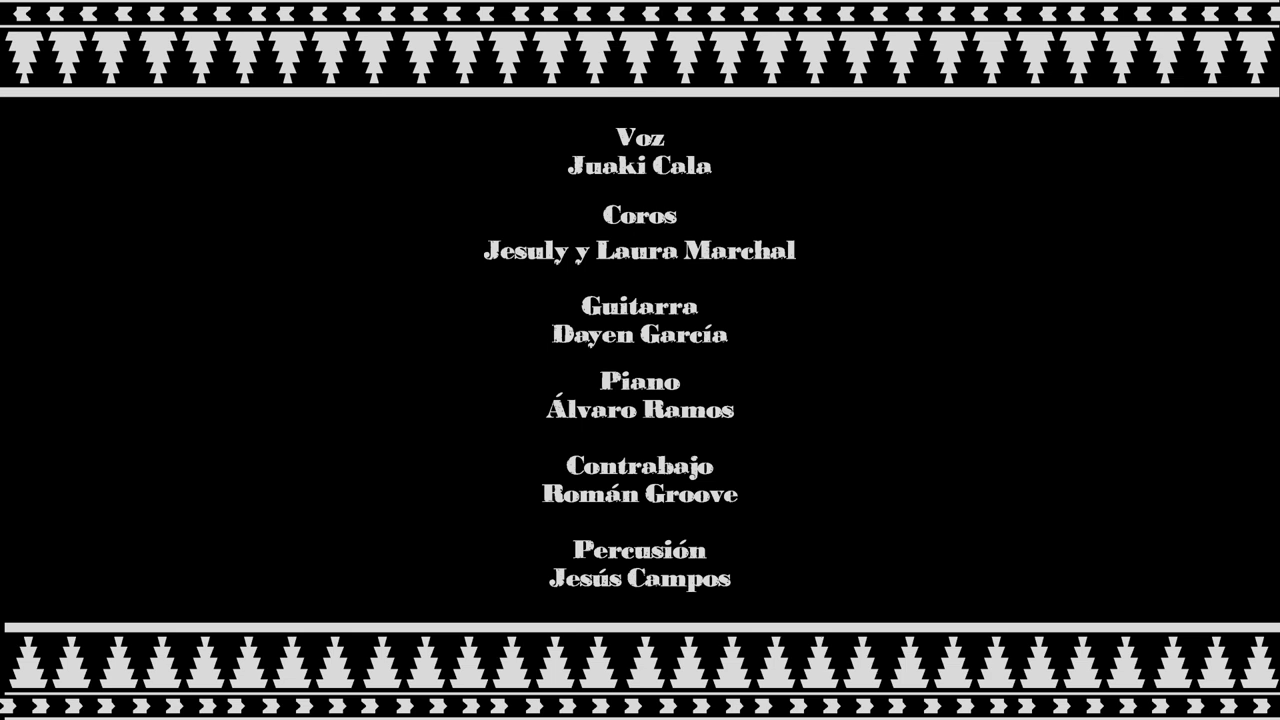 Voz
Juaki Cala
Coros
Jesuly y Laura Marchal
Guitarra
Dayen García
Piano
Álvaro Ramos
Contrabajo
Román Groove
Percusión
Jesús Campos